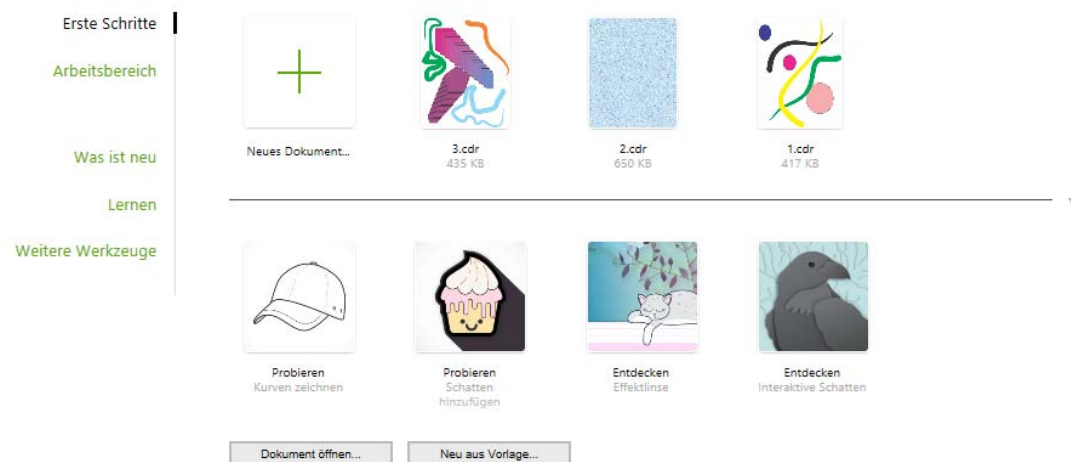 Erste Schritte
Arbeitsbereich
Was ist neu
Lernen
Weitere Werkzeuge
Neues Dokument...
3.cdr
435 KB
2.cdr
650 KB
1.cdr
417 KB
Probieren
Kurven zeichnen
Probieren
Schatten
hinzufügen
Entdecken
Effektlinse
Entdecken
Interaktive Schatten
Dokument öffnen...
Neu aus Vorlage...